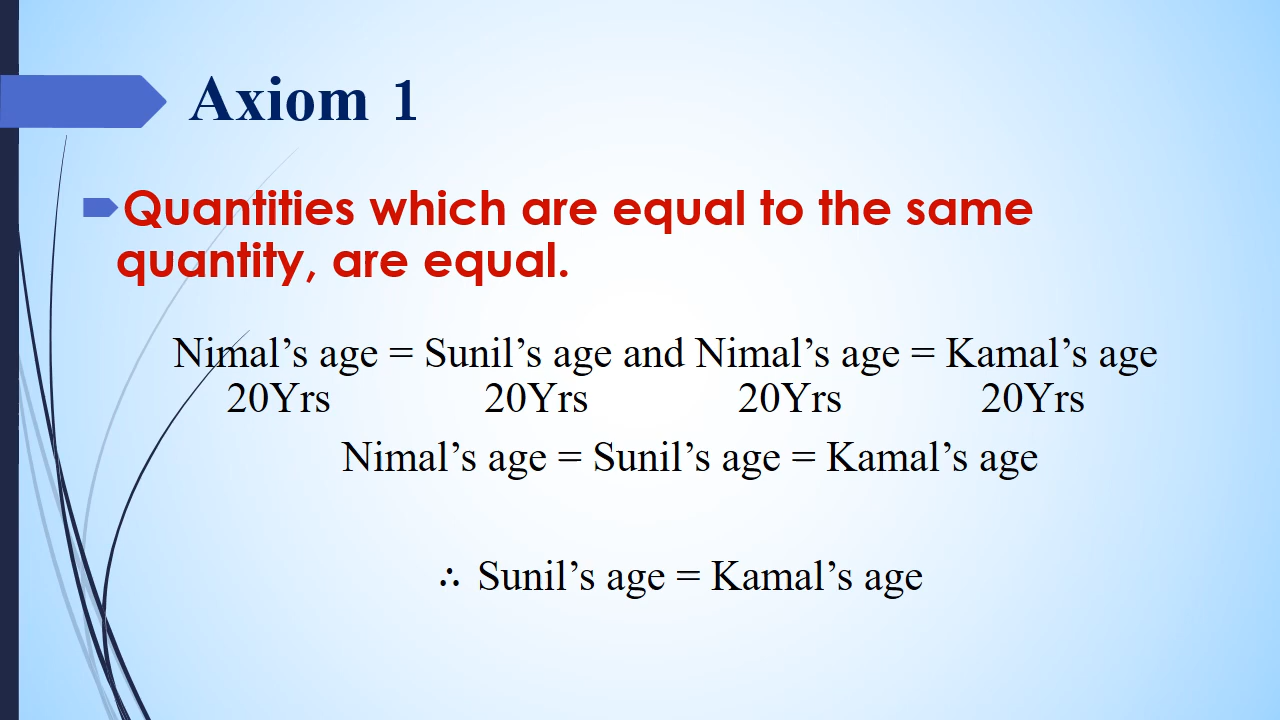 Axiom 1
Quantities which are equal to the same
quantity, are equal.
Nimal’s age = Sunil’s age and Nimal’s age = Kamal’s age
20Yrs 20Yrs 20Yrs 20Yrs
Nimal’s age = Sunil’s age = Kamal’s age
∴ Sunil’s age = Kamal’s age